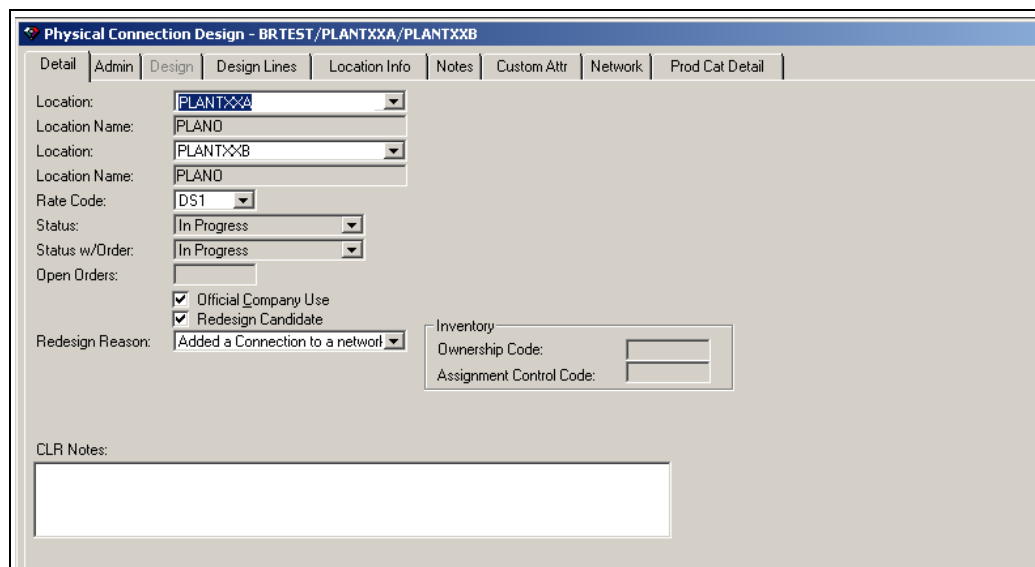 Physical Connection Design - BRTEST/PLANTXXA/PLANTXXB
Detail Admin Design Design Lines Location Info Notes Custom Attr Network Prod Cat Detail
Location: PLANTXXA
Location Name: PLANO
Location: PLANTXXB
Location Name: PLANO
Rate Code: DS1
Status: In Progress
Status w/Order: In Progress
Open Orders:
Official Company Use
Redesign Candidate
Redesign Reason: Added a Connection to a network
Inventory
Ownership Code:
Assignment Control Code:
CLR Notes: